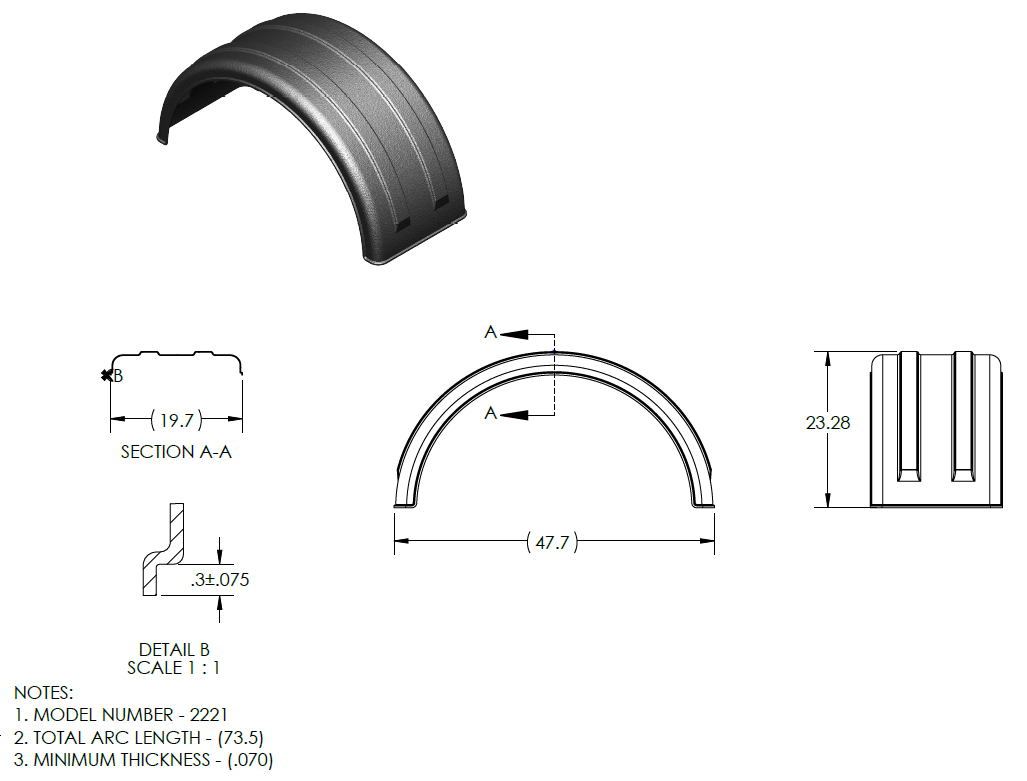 A
A
B
(19.7)
SECTION A-A
23.28
(47.7)
.3±.075
DETAIL B
SCALE 1 : 1
NOTES:
1. MODEL NUMBER - 2221
2. TOTAL ARC LENGTH - (73.5)
3. MINIMUM THICKNESS - (.070)